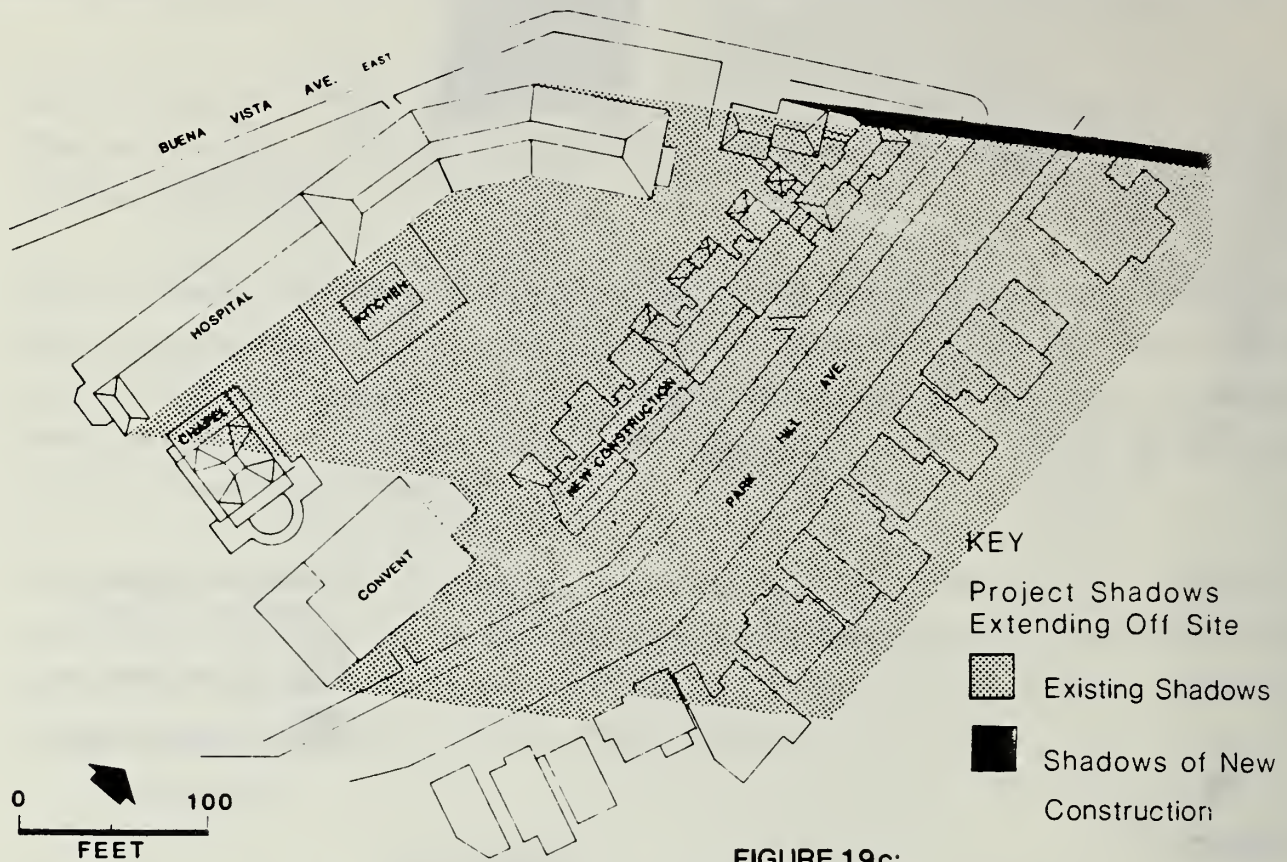 BUENA VISTA AVE. EAST
HOSPITAL
KITCHEN
CHAPEL
NEW CONSTRUCTION
PARK HILL AVE.
CONVENT
KEY
Project Shadows
Extending Off Site
Existing Shadows
Shadows of New
Construction
0 100
FEET
FIGURE 19c: